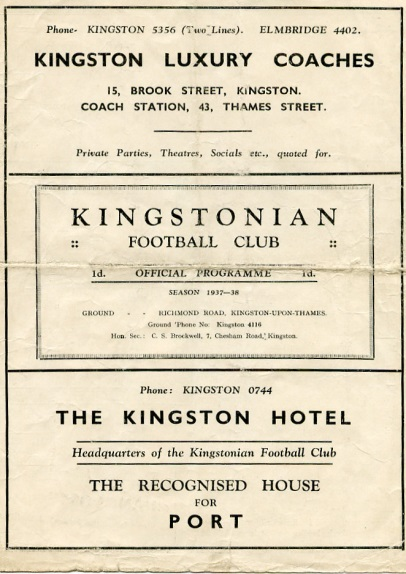 Phone- KINGSTON 5356 (Two Lines). ELMBRIDGE 4402.
KINGSTON LUXURY COACHES
15, BROOK STREET, KINGSTON.
COACH STATION, 43, THAMES STREET.
Private Parties, Theatres, Socials etc., quoted for.
KINGSTONIAN
:: FOOTBALL CLUB ::
1d. OFFICIAL PROGRAMME 1d.
SEASON 1937—38
GROUND - - RICHMOND ROAD, KINGSTON-UPON-THAMES.
Ground 'Phone No: Kingston 4116
Hon. Sec.: C. S. Brockwell, 7, Chesham Road, Kingston.
Phone: KINGSTON 0744
THE KINGSTON HOTEL
Headquarters of the Kingstonian Football Club
THE RECOGNISED HOUSE
FOR
PORT